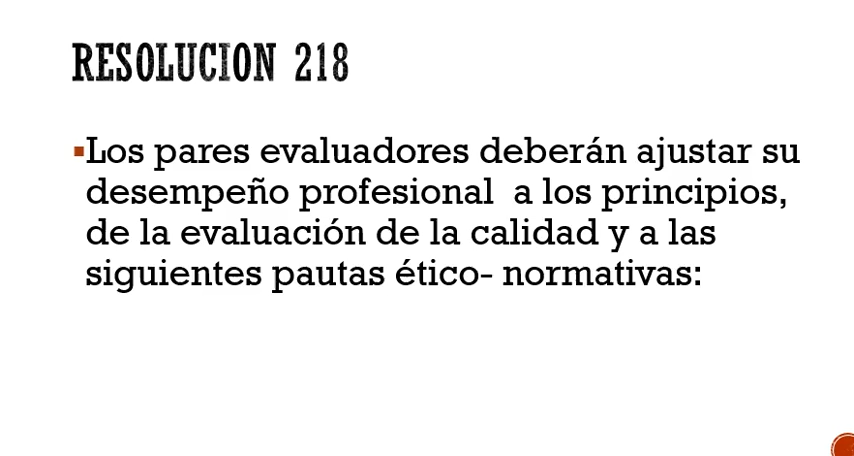 RESOLUCION 218
▪Los pares evaluadores deberán ajustar su
desempeño profesional  a los principios,
de la evaluación de la calidad y a las
siguientes pautas ético- normativas: